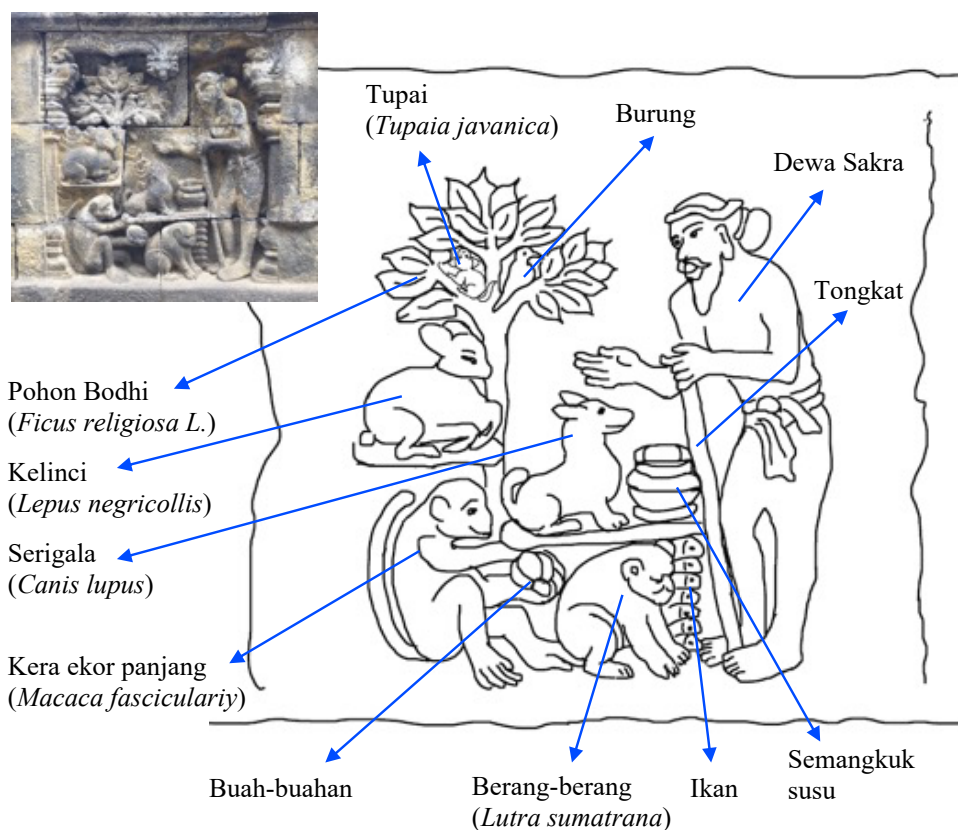 Tupai
(Tupaia javanica)
Burung
Dewa Sakra
Tongkat
Pohon Bodhi
(Ficus religiosa L.)
Kelinci
(Lepus negricollis)
Serigala
(Canis lupus)
Kera ekor panjang
(Macaca fasciculariy)
Buah-buahan
Berang-berang
(Lutra sumatrana)
Ikan
Semangkuk
susu